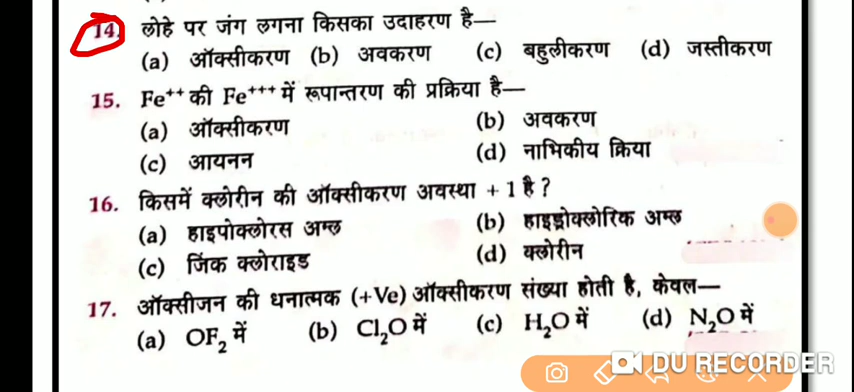 14. लोहे पर जंग लगना किसका उदाहरण है—
(a) ऑक्सीकरण (b) अवकरण (c) बहुलीकरण (d) जस्तीकरण
15. Fe⁺⁺ की Fe⁺⁺⁺ में रूपान्तरण की प्रक्रिया है—
(a) ऑक्सीकरण (b) अवकरण
(c) आयनन (d) नाभिकीय क्रिया
16. किसमें क्लोरीन की ऑक्सीकरण अवस्था + 1 है ?
(a) हाइपोक्लोरस अम्ल (b) हाइड्रोक्लोरिक अम्ल
(c) जिंक क्लोराइड (d) क्लोरीन
17. ऑक्सीजन की धनात्मक (+Ve) ऑक्सीकरण संख्या होती है, केवल—
(a) OF₂ में (b) Cl₂O में (c) H₂O में (d) N₂O में
DU RECORDER